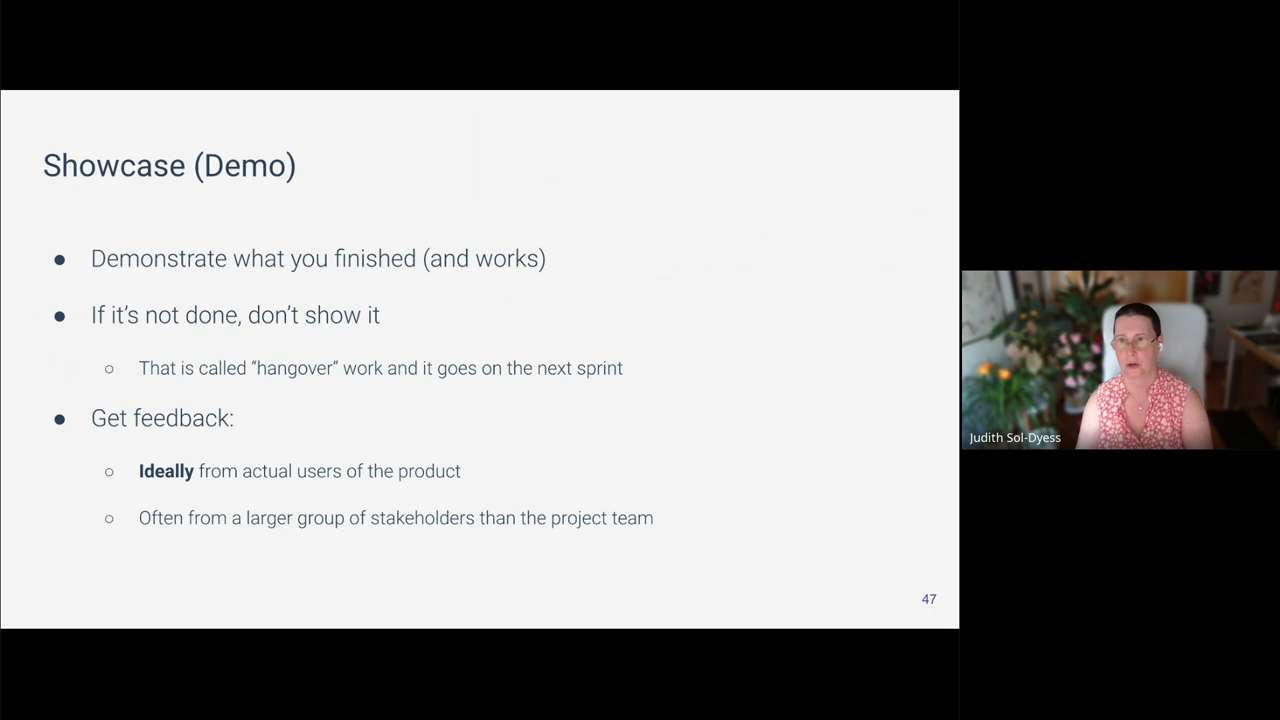 Showcase (Demo)
● Demonstrate what you finished (and works)
● If it’s not done, don’t show it
○ That is called “hangover” work and it goes on the next sprint
● Get feedback:
○ Ideally from actual users of the product
○ Often from a larger group of stakeholders than the project team
47
Judith Sol-Dyess